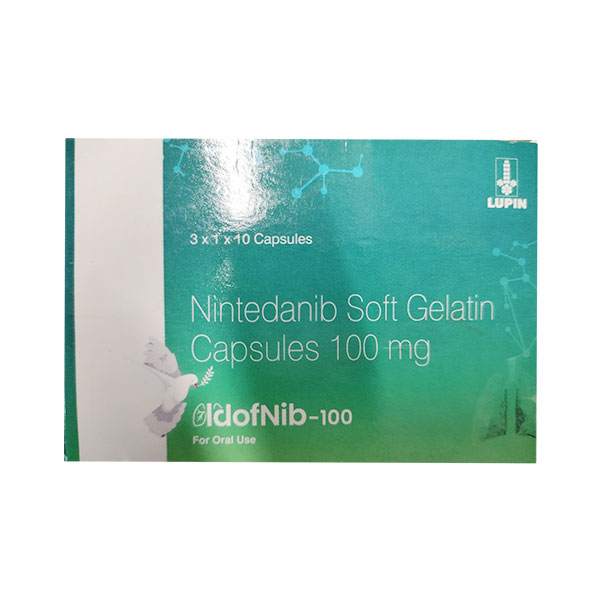 LUPIN
3 x 1 x 10 Capsules
Nintedanib Soft Gelatin
Capsules 100 mg
IdofNib-100
For Oral Use